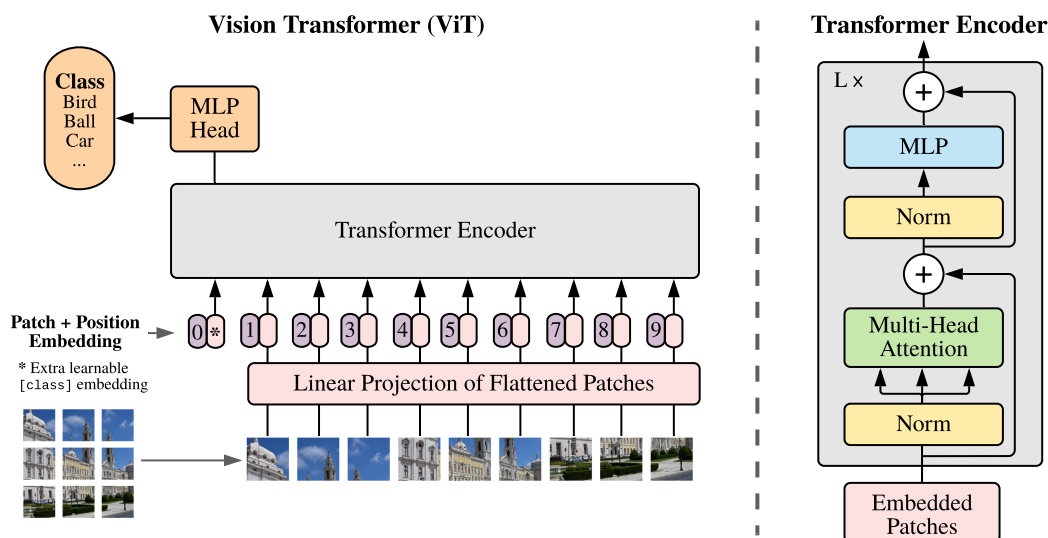 Vision Transformer (ViT)
Class
Bird
Ball
Car
...
MLP
Head
Transformer Encoder
Patch + Position
Embedding
0 * 1 2 3 4 5 6 7 8 9
* Extra learnable
[class] embedding
Linear Projection of Flattened Patches
Transformer Encoder
L ×
+
MLP
Norm
+
Multi-Head
Attention
Norm
Embedded
Patches